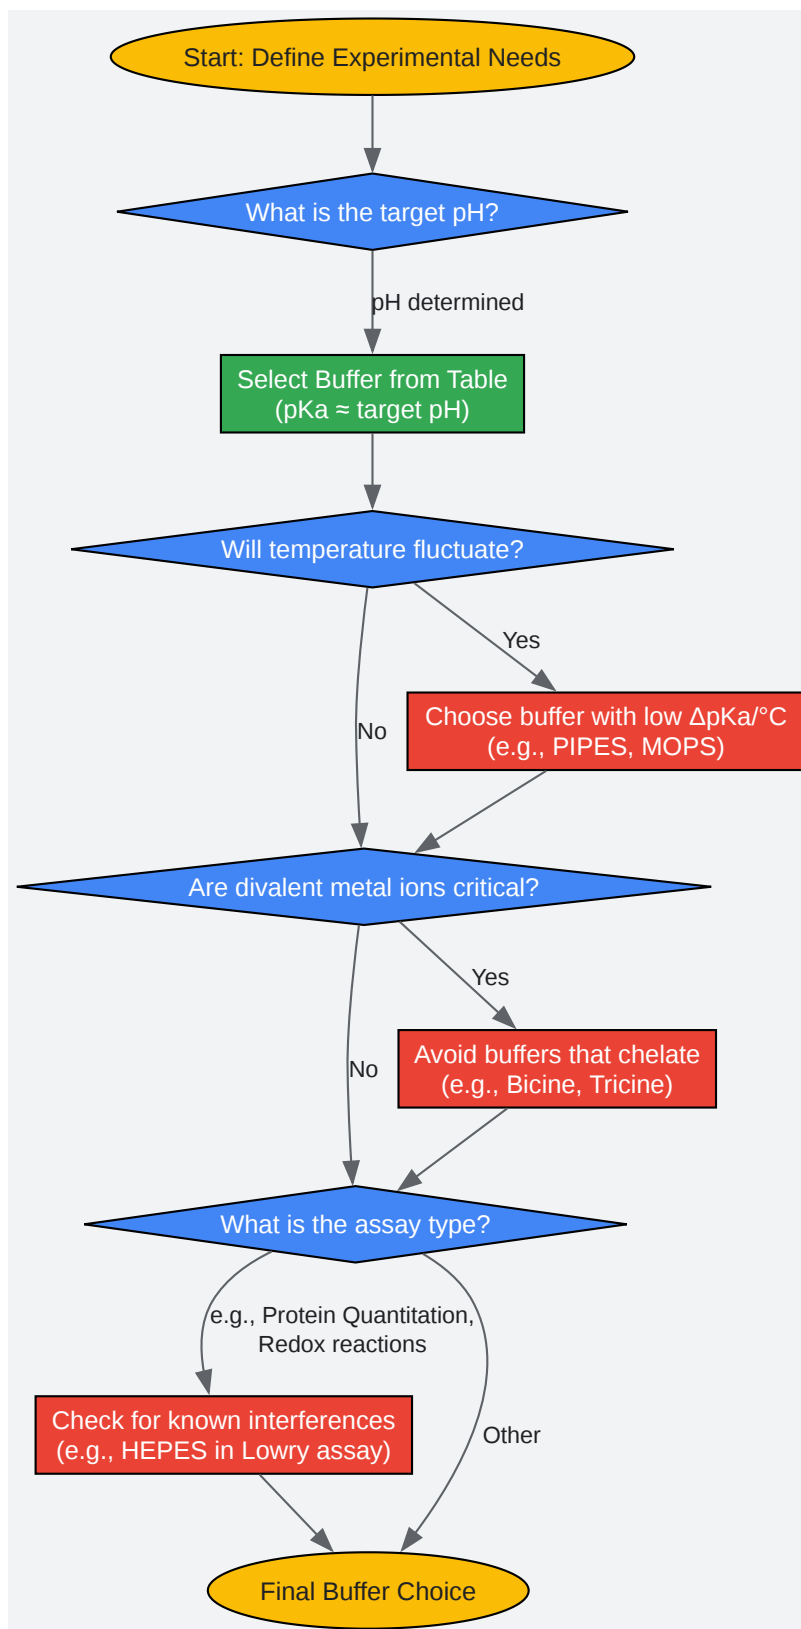 Start: Define Experimental Needs
What is the target pH?
pH determined
Select Buffer from Table
(pKa ≈ target pH)
Will temperature fluctuate?
Yes
No
Choose buffer with low ΔpKa/°C
(e.g., PIPES, MOPS)
Are divalent metal ions critical?
Yes
No
Avoid buffers that chelate
(e.g., Bicine, Tricine)
What is the assay type?
e.g., Protein Quantitation,
Redox reactions
Other
Check for known interferences
(e.g., HEPES in Lowry assay)
Final Buffer Choice